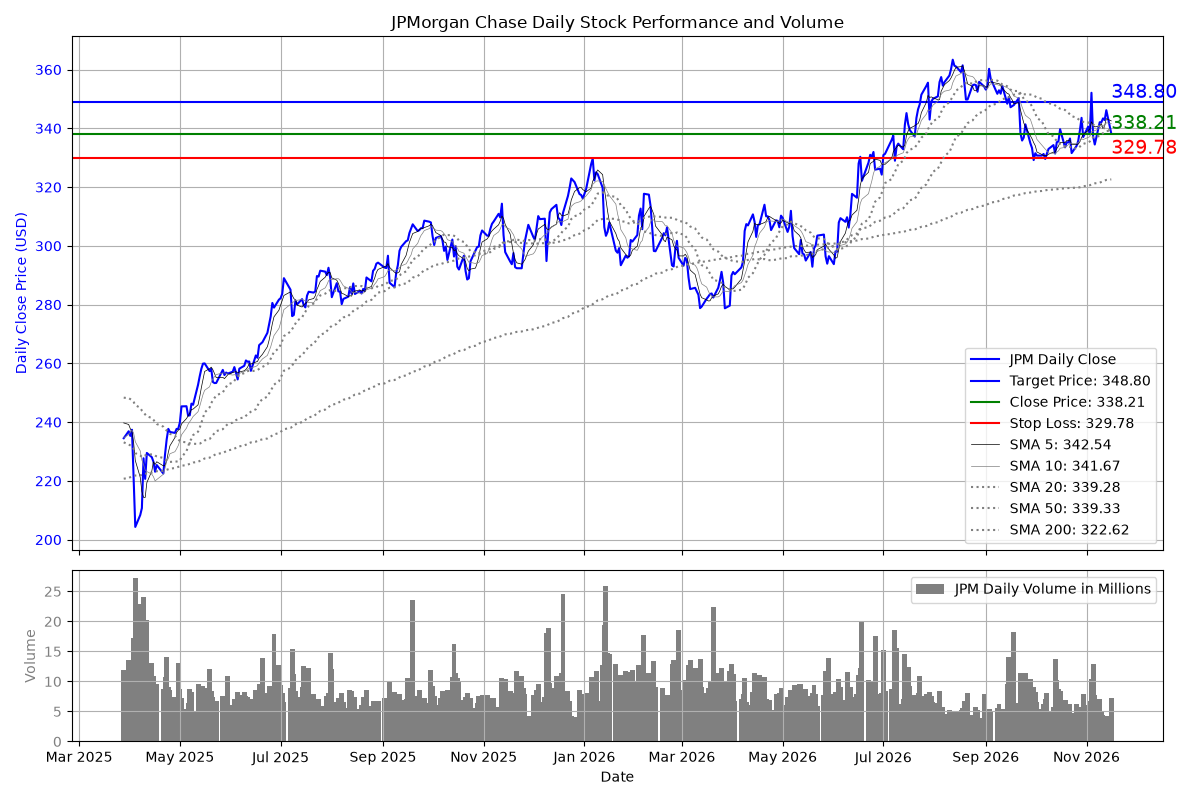 JPMorgan Chase Daily Stock Performance and Volume
Daily Close Price (USD)
360
340
320
300
280
260
240
220
200
348.80
338.21
329.78
JPM Daily Close
Target Price: 348.80
Close Price: 338.21
Stop Loss: 329.78
SMA 5: 342.54
SMA 10: 341.67
SMA 20: 339.28
SMA 50: 339.33
SMA 200: 322.62
Volume
25
20
15
10
5
0
JPM Daily Volume in Millions
Mar 2025 May 2025 Jul 2025 Sep 2025 Nov 2025 Jan 2026 Mar 2026 May 2026 Jul 2026 Sep 2026 Nov 2026
Date